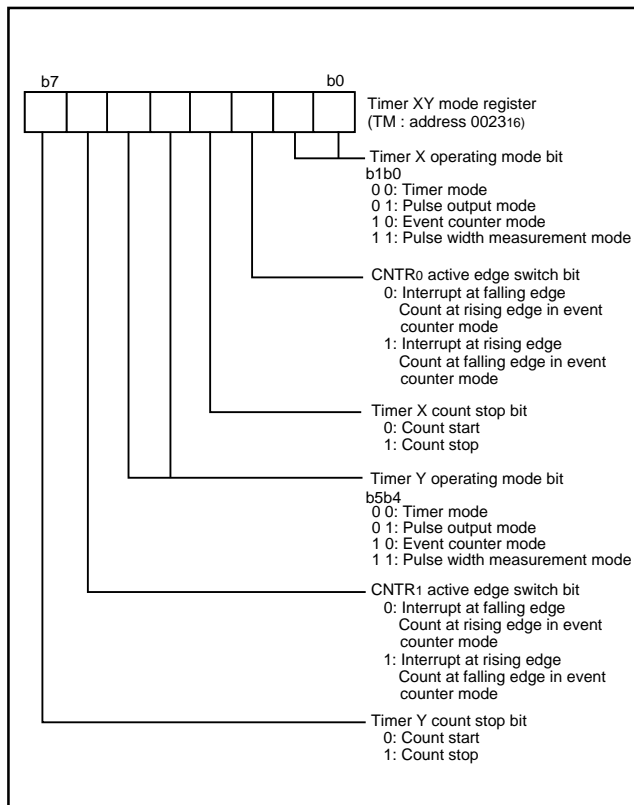 b7 b0
Timer XY mode register
(TM : address 002316)
Timer X operating mode bit
b1b0
0 0: Timer mode
0 1: Pulse output mode
1 0: Event counter mode
1 1: Pulse width measurement mode
CNTR0 active edge switch bit
0: Interrupt at falling edge
Count at rising edge in event
counter mode
1: Interrupt at rising edge
Count at falling edge in event
counter mode
Timer X count stop bit
0: Count start
1: Count stop
Timer Y operating mode bit
b5b4
0 0: Timer mode
0 1: Pulse output mode
1 0: Event counter mode
1 1: Pulse width measurement mode
CNTR1 active edge switch bit
0: Interrupt at falling edge
Count at rising edge in event
counter mode
1: Interrupt at rising edge
Count at falling edge in event
counter mode
Timer Y count stop bit
0: Count start
1: Count stop